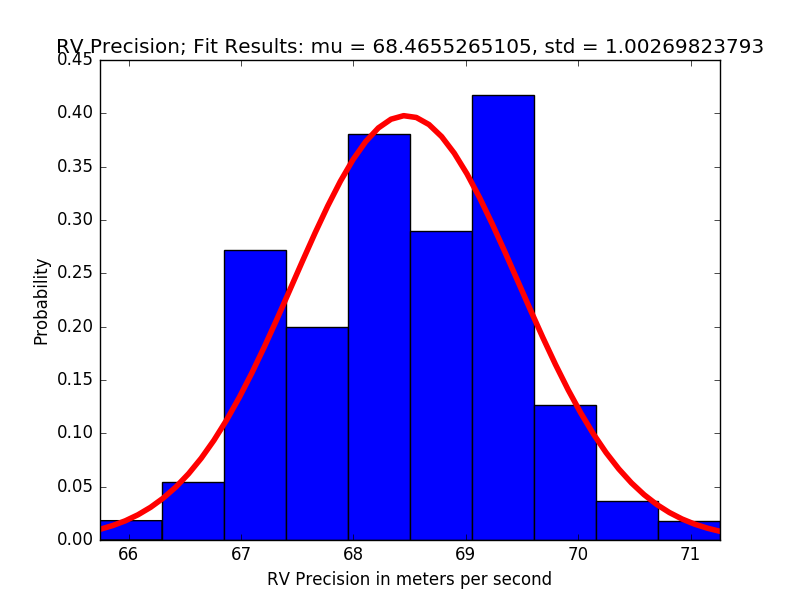 RV Precision; Fit Results: mu = 68.4655265105, std = 1.00269823793
0.45
0.40
0.35
0.30
0.25
0.20
0.15
0.10
0.05
0.00
Probability
66 67 68 69 70 71
RV Precision in meters per second